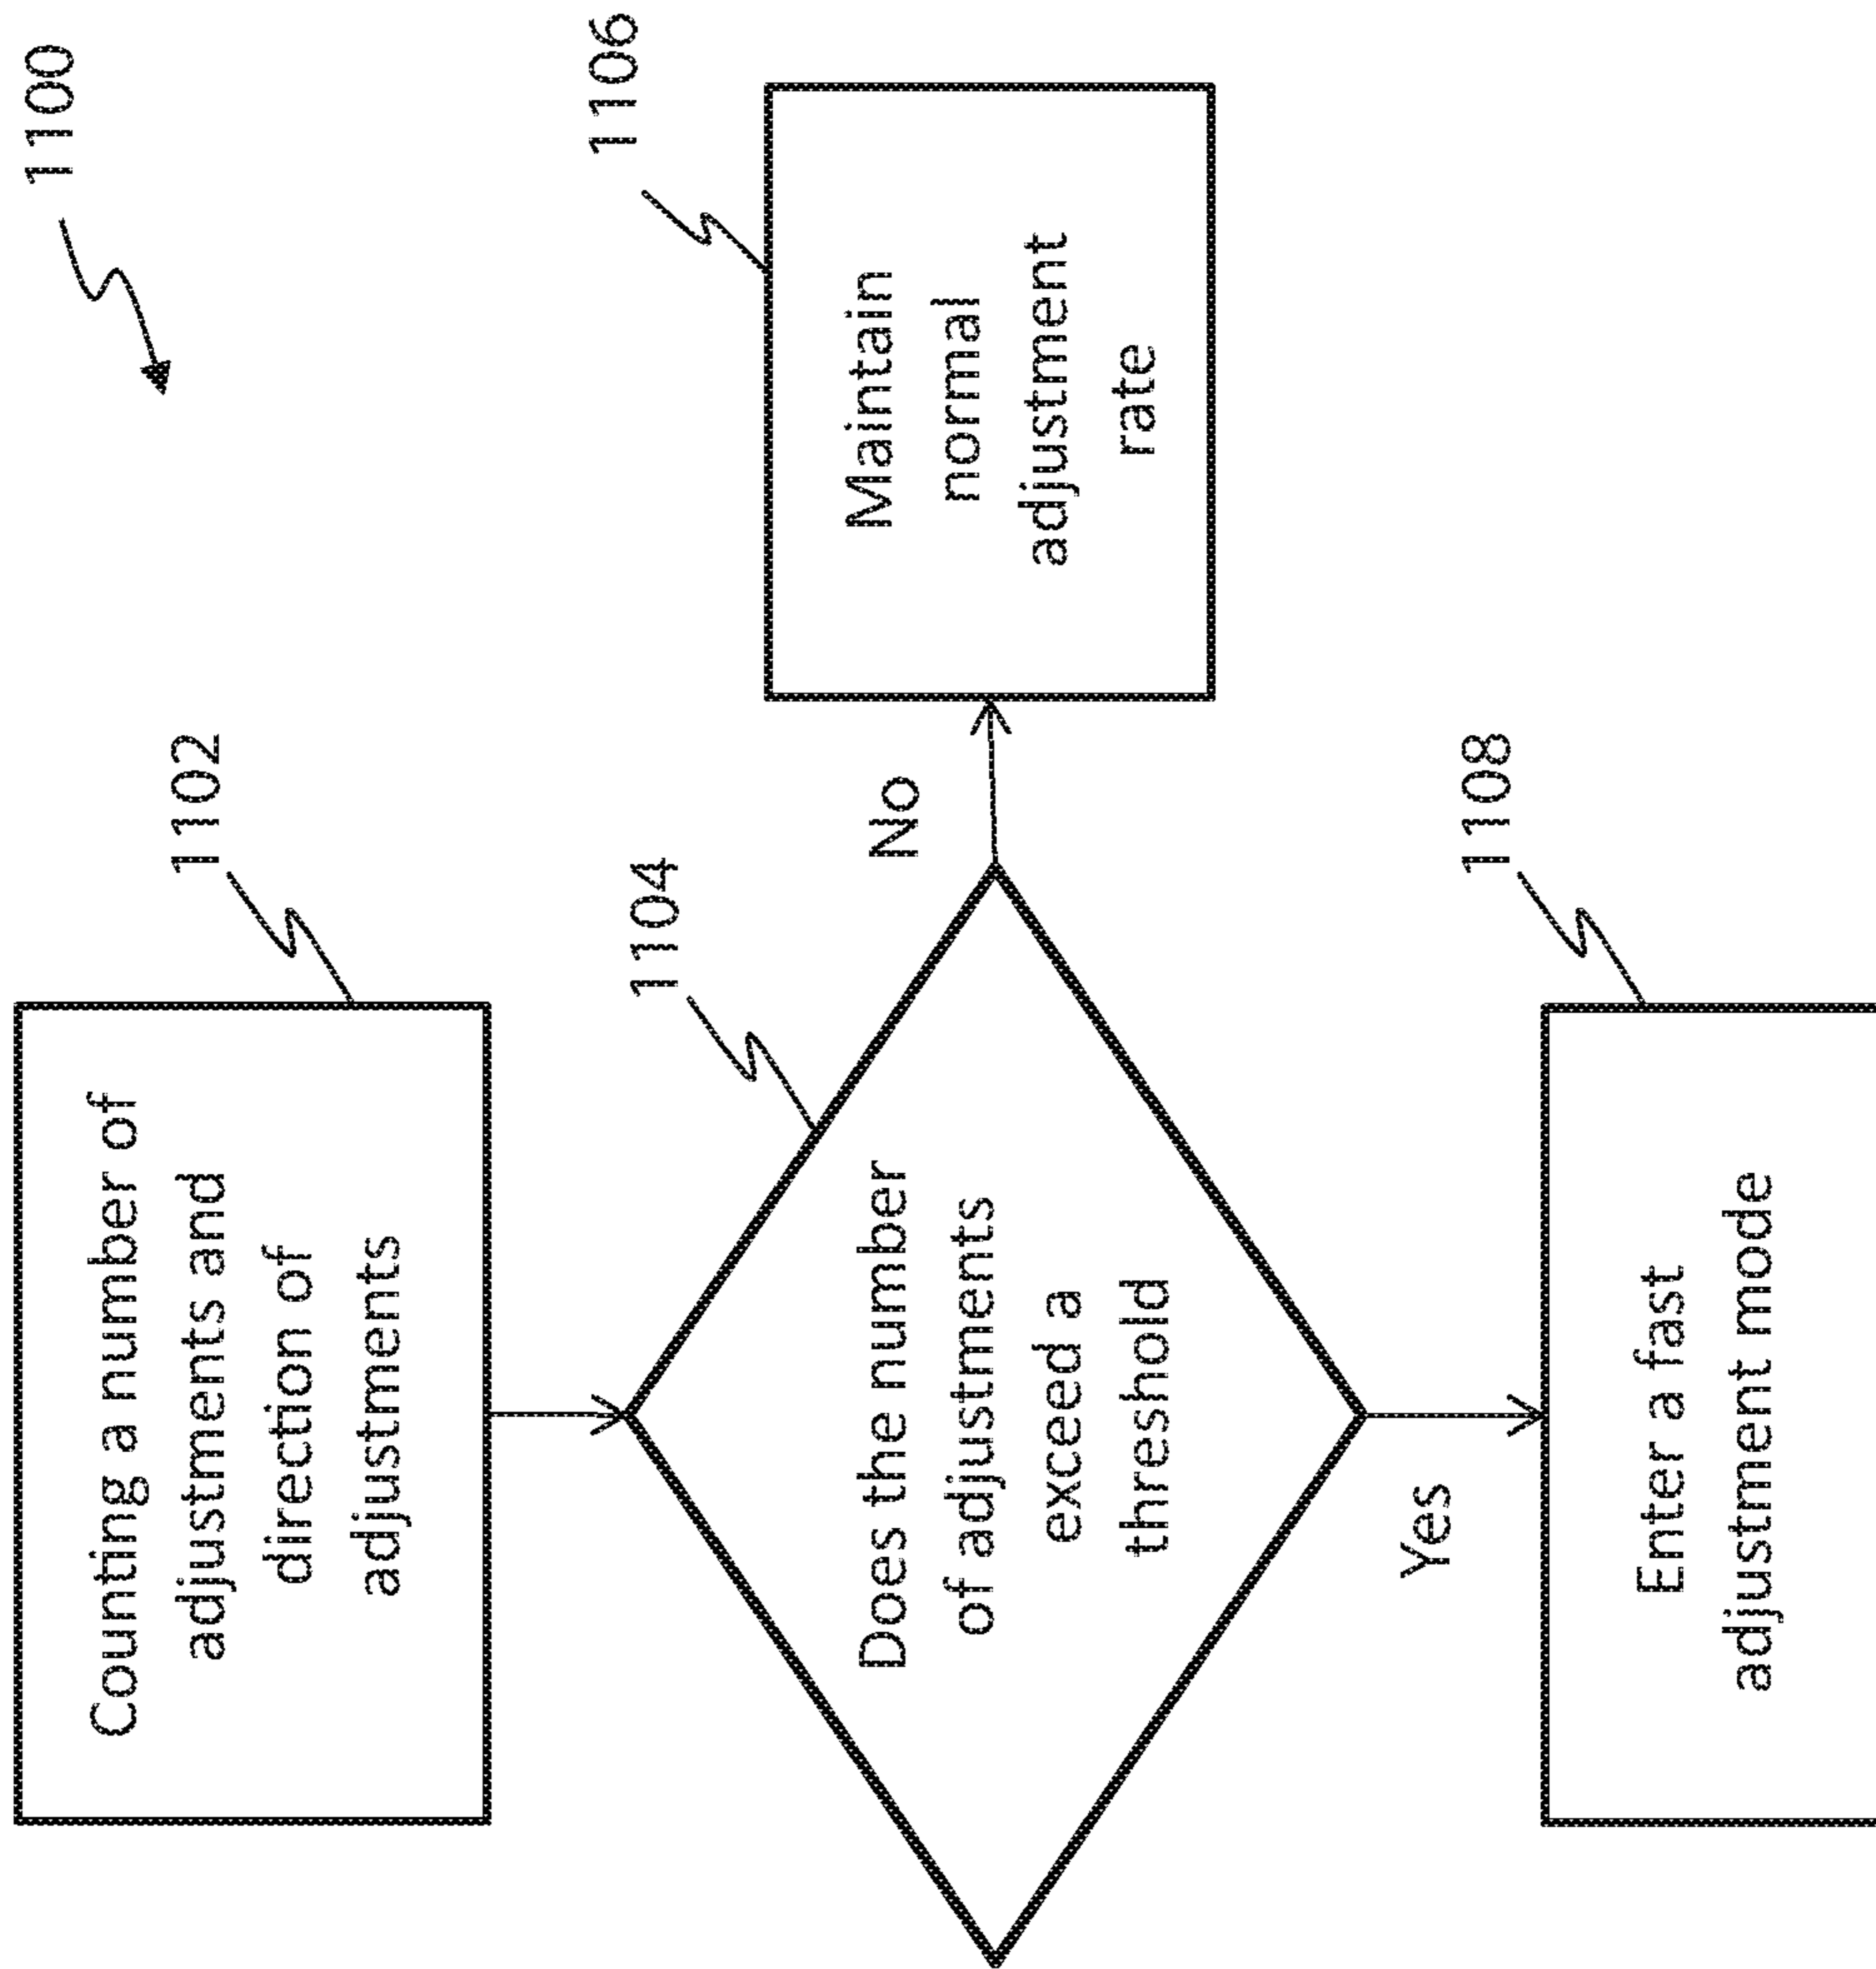 1100
1102
Counting a number of
adjustments and
direction of
adjustments
1104
Does the number
of adjustments
exceed a
threshold
No
1106
Maintain
normal
adjustment
rate
Yes
1108
Enter a fast
adjustment mode